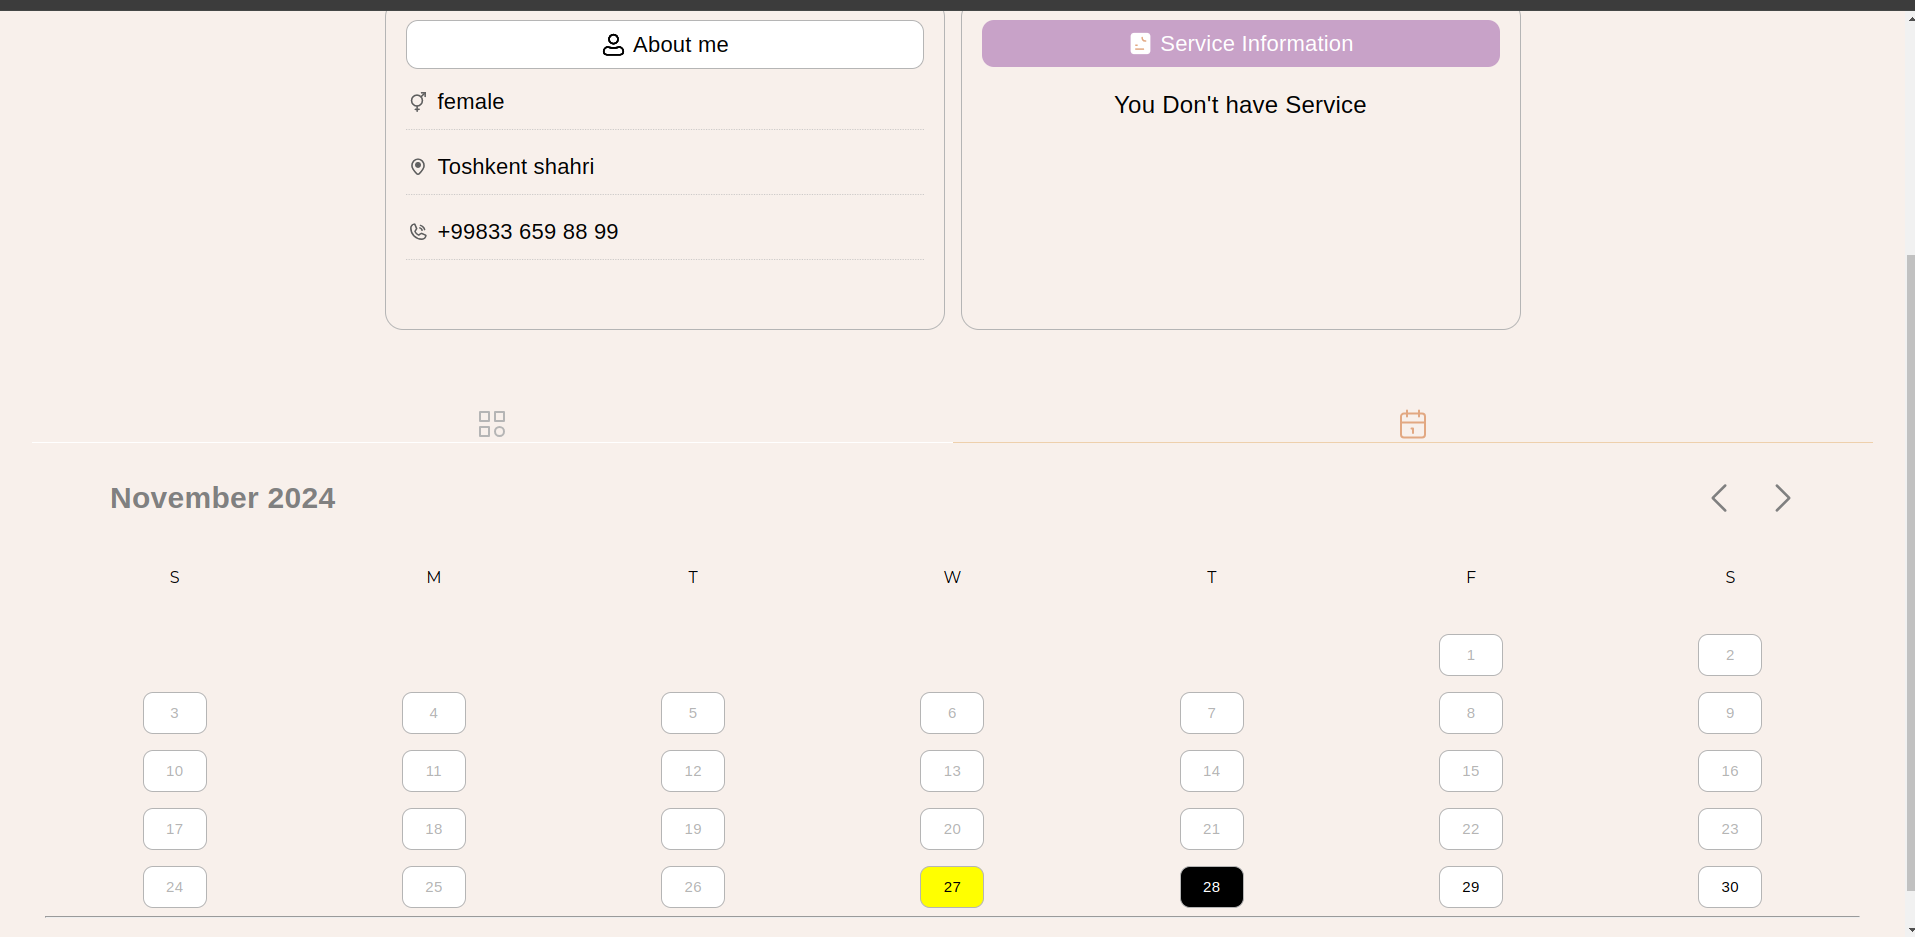 About me
female
Toshkent shahri
+99833 659 88 99
Service Information
You Don't have Service
1
November 2024
S M T W T F S
1 2
3 4 5 6 7 8 9
10 11 12 13 14 15 16
17 18 19 20 21 22 23
24 25 26 27 28 29 30